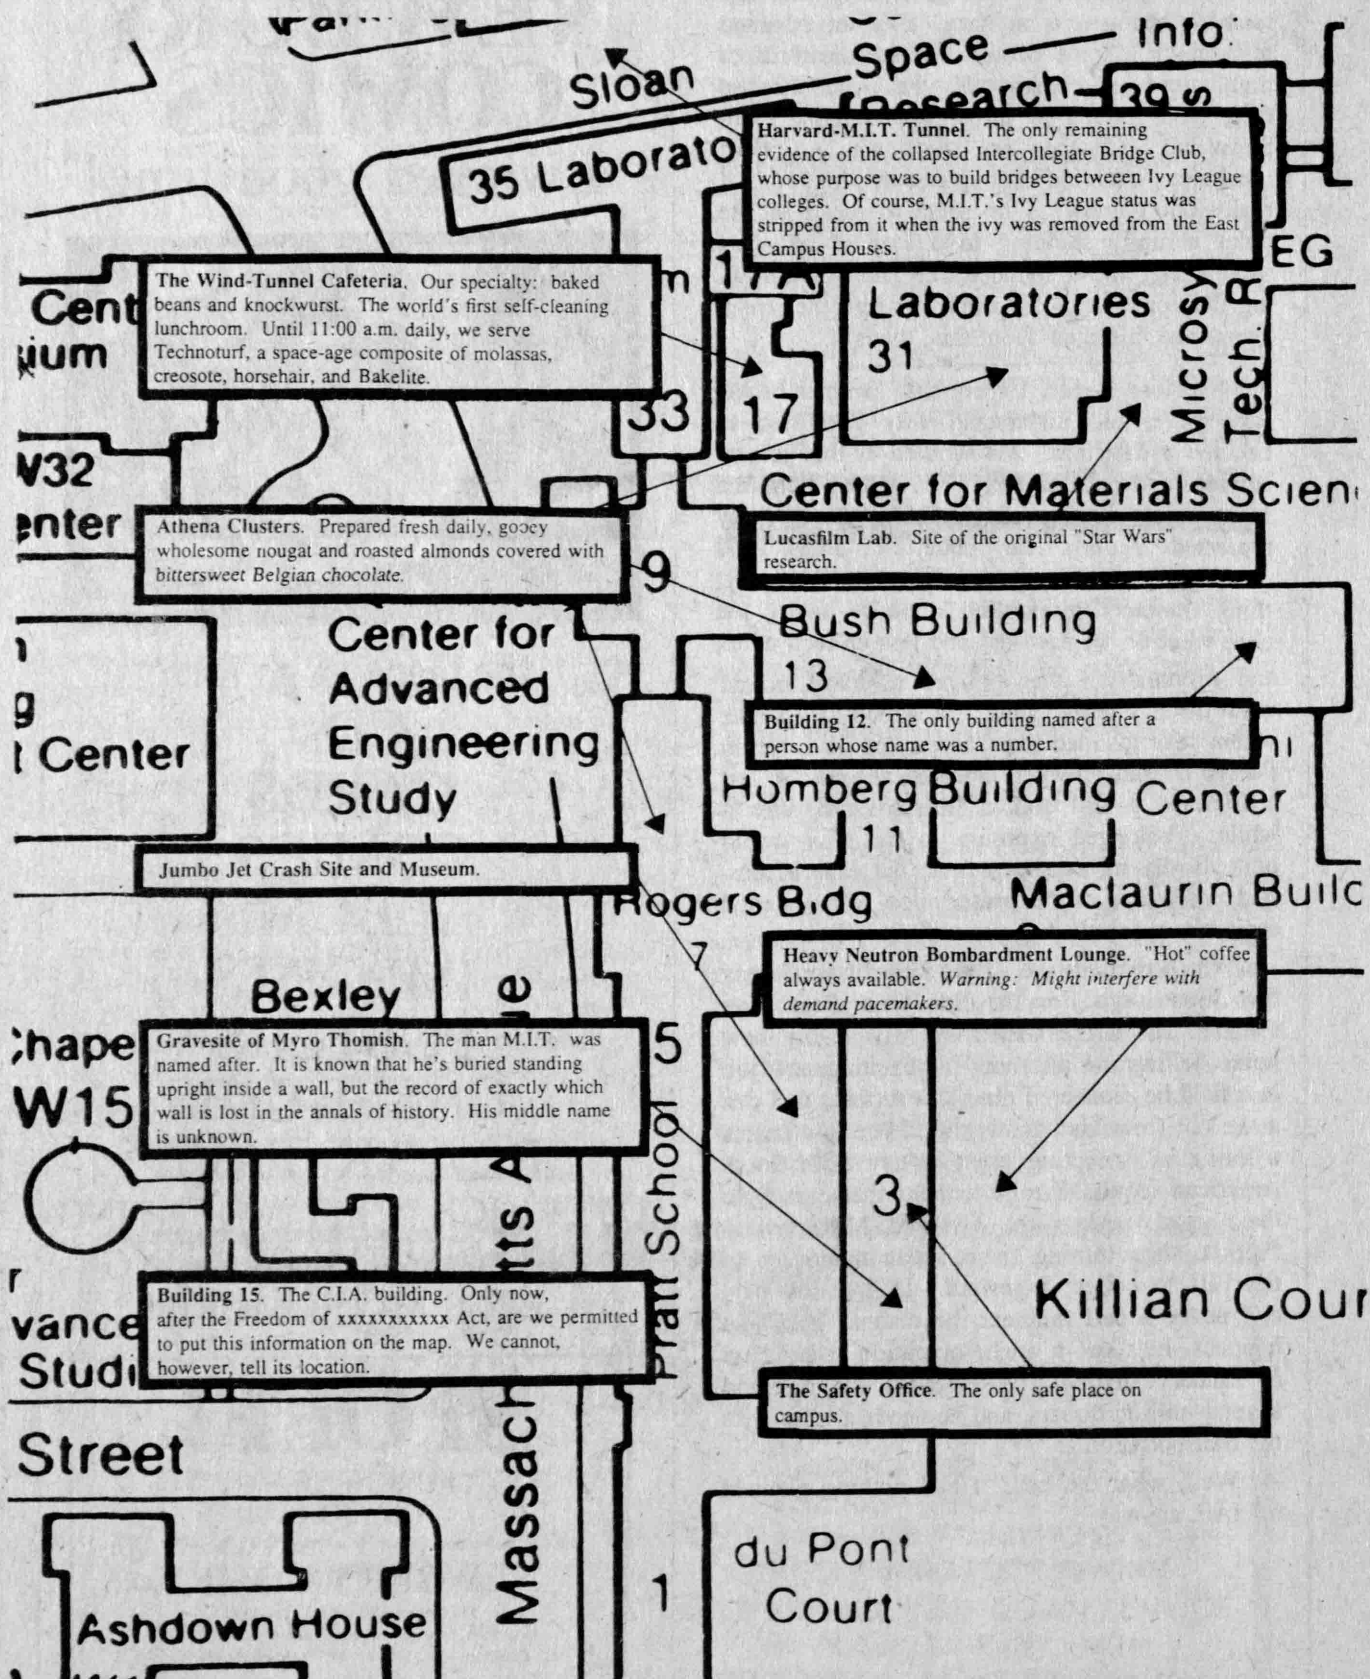 Space
Info.
Sloan
Research
39
35 Laborato
Harvard-M.I.T. Tunnel. The only remaining
evidence of the collapsed Intercollegiate Bridge Club,
whose purpose was to build bridges betweeen Ivy League
colleges. Of course, M.I.T.'s Ivy League status was
stripped from it when the ivy was removed from the East
Campus Houses.
EG
17A
The Wind-Tunnel Cafeteria. Our specialty: baked
beans and knockwurst. The world's first self-cleaning
lunchroom. Until 11:00 a.m. daily, we serve
Technoturf, a space-age composite of molassas,
creosote, horsehair, and Bakelite.
m
Cent
ium
Laboratories
31
Microsy
Tech. R
33
17
W32
enter
Center for Materials Scien
Athena Clusters. Prepared fresh daily, gooey
wholesome nougat and roasted almonds covered with
bittersweet Belgian chocolate.
Lucasfilm Lab. Site of the original "Star Wars"
research.
9
Center for
Advanced
Engineering
Study
Bush Building
13
g
t Center
Building 12. The only building named after a
person whose name was a number.
Homberg Building
11
Center
Jumbo Jet Crash Site and Museum.
Rogers Bldg
7
Maclaurin Build
Heavy Neutron Bombardment Lounge. "Hot" coffee
always available. Warning: Might interfere with
demand pacemakers.
Bexley
Chape
W15
Gravesite of Myro Thomish. The man M.I.T. was
named after. It is known that he's buried standing
upright inside a wall, but the record of exactly which
wall is lost in the annals of history. His middle name
is unknown.
5
Pratt School
3
Killian Cour
Building 15. The C.I.A. building. Only now,
after the Freedom of xxxxxxxxxxx Act, are we permitted
to put this information on the map. We cannot,
however, tell its location.
r
vance
Studi
The Safety Office. The only safe place on
campus.
Massach tts A ue
Street
1
du Pont
Court
Ashdown House